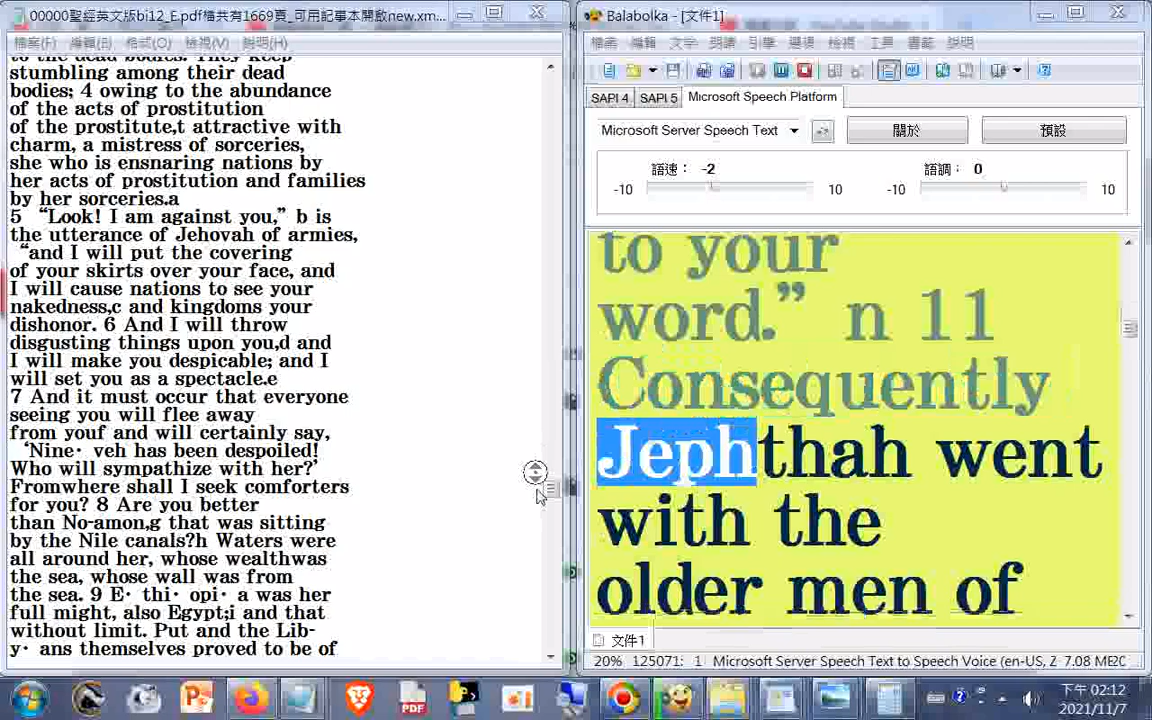 00000聖經英文版bi12_E.pdf檔共有1669頁_可用記事本開啟new.xm...
檔案(F) 編輯(E) 格式(O) 檢視(V) 說明(H)
to the dead bodies. They keep
stumbling among their dead
bodies; 4 owing to the abundance
of the acts of prostitution
of the prostitute,t attractive with
charm, a mistress of sorceries,
she who is ensnaring nations by
her acts of prostitution and families
by her sorceries.a
5 “Look! I am against you,” b is
the utterance of Jehovah of armies,
“and I will put the covering
of your skirts over your face, and
I will cause nations to see your
nakedness,c and kingdoms your
dishonor. 6 And I will throw
disgusting things upon you,d and
I will make you despicable; and I
will set you as a spectacle.e
7 And it must occur that everyone
seeing you will flee away
from youf and will certainly say,
‘Nine· veh has been despoiled!
Who will sympathize with her?’
Fromwhere shall I seek comforters
for you? 8 Are you better
than No-amon,g that was sitting
by the Nile canals?h Waters were
all around her, whose wealthwas
the sea, whose wall was from
the sea. 9 E· thi· opi· a was her
full might, also Egypt;i and that
without limit. Put and the Lib-
y· ans themselves proved to be of
Balabolka - [文件1]
檔案 編輯 文字 朗讀 引擎 選項 檢視 工具 書籤 說明
SAPI 4 SAPI 5 Microsoft Speech Platform
Microsoft Server Speech Text 關於 預設
語速： -2 語調： 0
-10 10 -10 10
to your
word.” n 11
Consequently
Jephthah went
with the
older men of
文件1
20% 125071: 1 Microsoft Server Speech Text to Speech Voice (en-US, Z 7.08 ME20
PDF
下午 02:12
2021/11/7